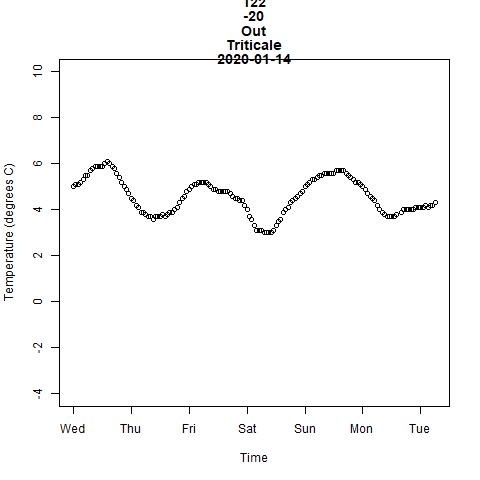 122
-20
Out
Triticale
2020-01-14
10
8
6
4
2
0
-2
-4
Temperature (degrees C)
Wed Thu Fri Sat Sun Mon Tue
Time